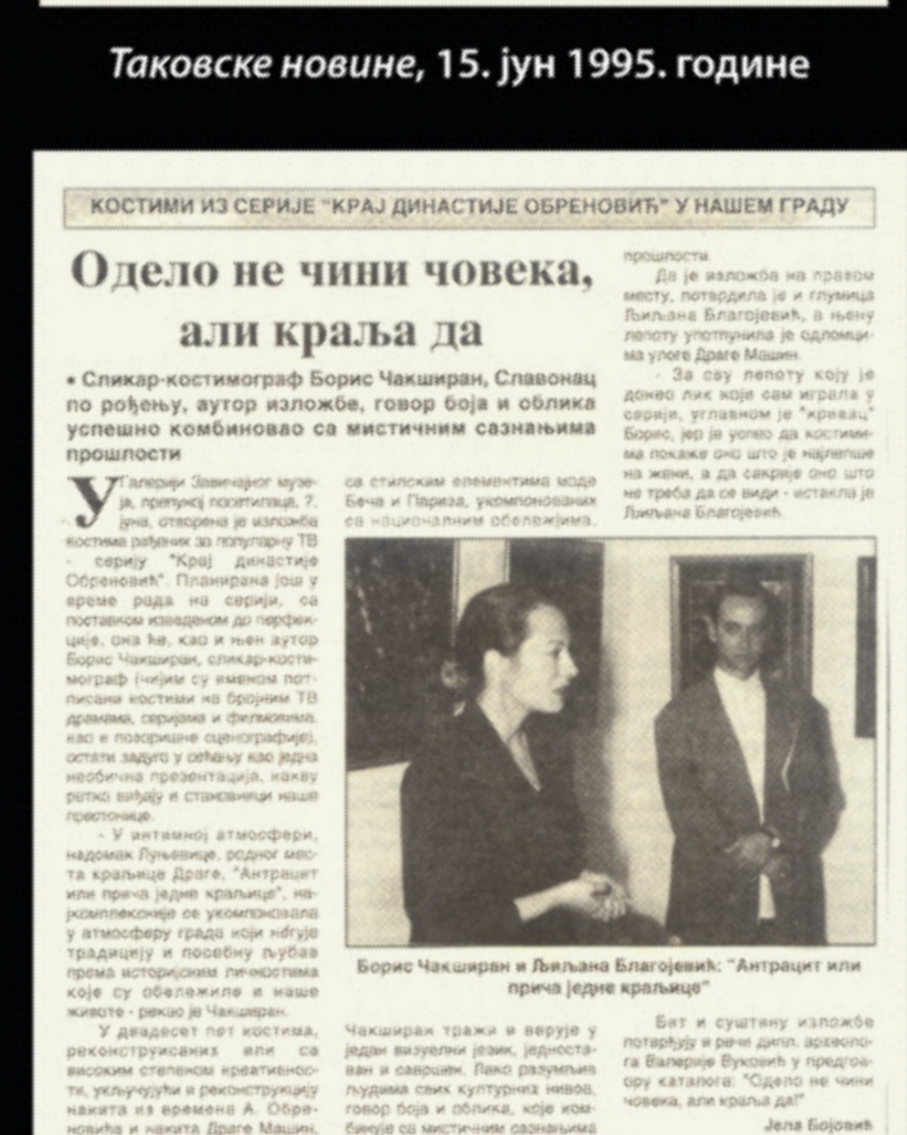 Таковске новине, 15. јун 1995. године
КОСТИМИ ИЗ СЕРИЈЕ "КРАЈ ДИНАСТИЈЕ ОБРЕНОВИЋ" У НАШЕМ ГРАДУ
Одело не чини човека,
али краља да
• Сликар-костимограф Борис Чакширан, Славонац
по рођењу, аутор изложбе, говор боја и облика
успешно комбиновао са мистичним сазнањима
прошлости
У Галерији Завичајног музе-
ја, препуној посетилаца, 7.
јуна, отворена је изложба
костима рађених за популарну ТВ
- серију "Крај династије
Обреновић". Планирана још у
време рада на серији, са
поставком изведеном до перфек-
ције, она ће, као и њен аутор
Борис Чакширан, сликар-кости-
мограф (чијим су именом пот-
писани костими на бројним ТВ
драмама, серијама и филмовима,
као и позоришне сценографије),
остати задуго у сећању као једна
необична презентација, какву
ретко виђају и становници наше
престонице.
- У интимној атмосфери,
надомак Луњевице, родног мес-
та краљице Драге, "Антрацит
или прича једне краљице", на-
јкомплексније се укомпоновала
у атмосферу града који негује
традицију и посебну љубав
према историјским личностима
које су обележиле и наше
животе - рекао је Чакширан.
У двадесет пет костима,
реконструисаних или са
високим степеном креативнос-
ти, укључујући и реконструкцију
накита из времена А. Обре-
новића и накита Драге Машин,
са стилским елементима моде
Беча и Париза, укомпонованих
са националним обележјима,
Чакширан тражи и верује у
један визуелни језик, једноста-
ван и савршен. Лако разумљив
људима свих културних нивоа,
говор боја и облика, које ком-
бинује са мистичним сазнањима
прошлости.
Да је изложба на правом
месту, потврдила је и глумица
Љиљана Благојевић, а њену
лепоту употпунила је одломци-
ма улоге Драге Машин.
- За сву лепоту коју је
донео лик који сам играла у
серији, углавном је "кривац"
Борис, јер је успео да костими-
ма покаже оно што је најлепше
на жени, а да сакрије оно што
не треба да се види - истакла је
Љиљана Благојевић.
Борис Чакширан и Љиљана Благојевић: "Антрацит или
прича једне краљице"
Бит и суштину изложбе
потврђују и речи дипл. археоло-
га Валерије Вуковић у предгов-
ору каталога: "Одело не чини
човека, али краља да!"
Јела Бојовић